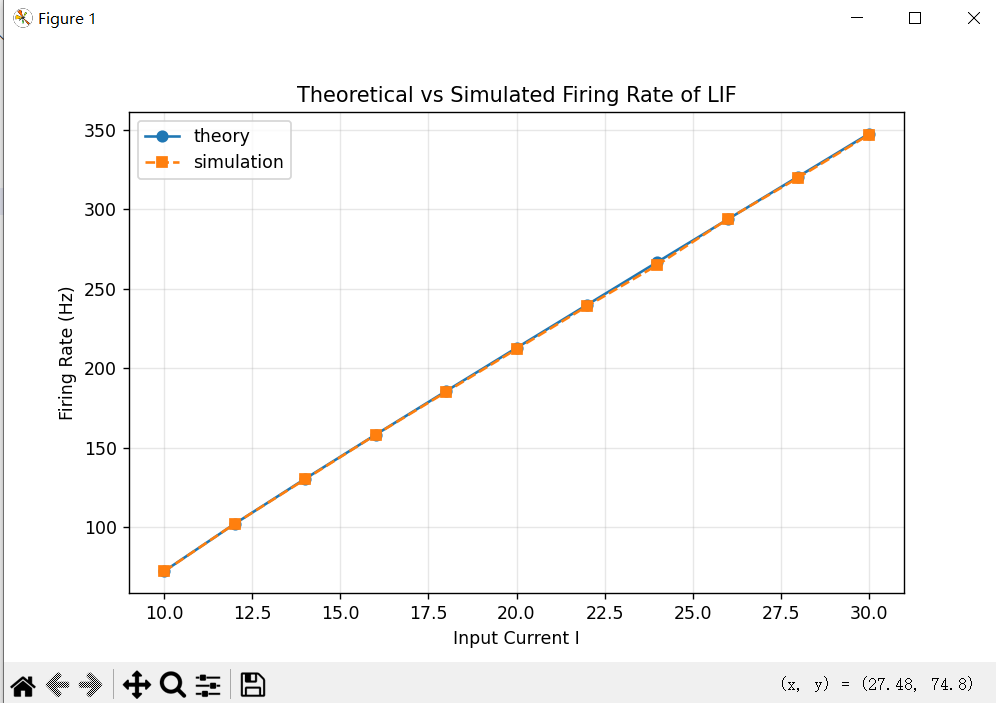 Figure 1
Theoretical vs Simulated Firing Rate of LIF
theory
simulation
Firing Rate (Hz)
350
300
250
200
150
100
10.0 12.5 15.0 17.5 20.0 22.5 25.0 27.5 30.0
Input Current I
(x, y) = (27.48, 74.8)